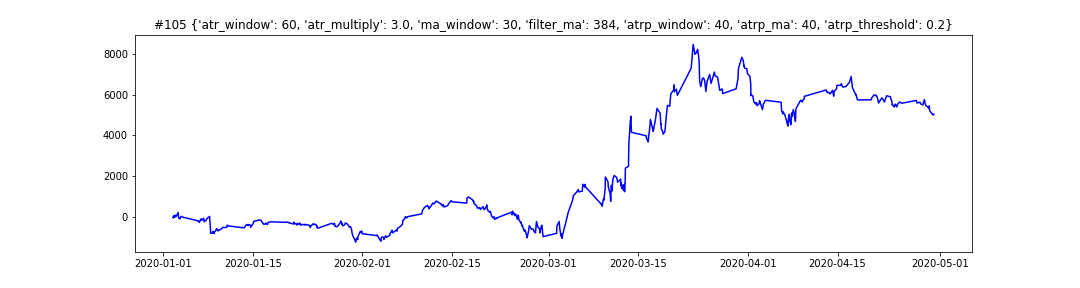 #105 {'atr_window': 60, 'atr_multiply': 3.0, 'ma_window': 30, 'filter_ma': 384, 'atrp_window': 40, 'atrp_ma': 40, 'atrp_threshold': 0.2}
8000
6000
4000
2000
0
2020-01-01 2020-01-15 2020-02-01 2020-02-15 2020-03-01 2020-03-15 2020-04-01 2020-04-15 2020-05-01